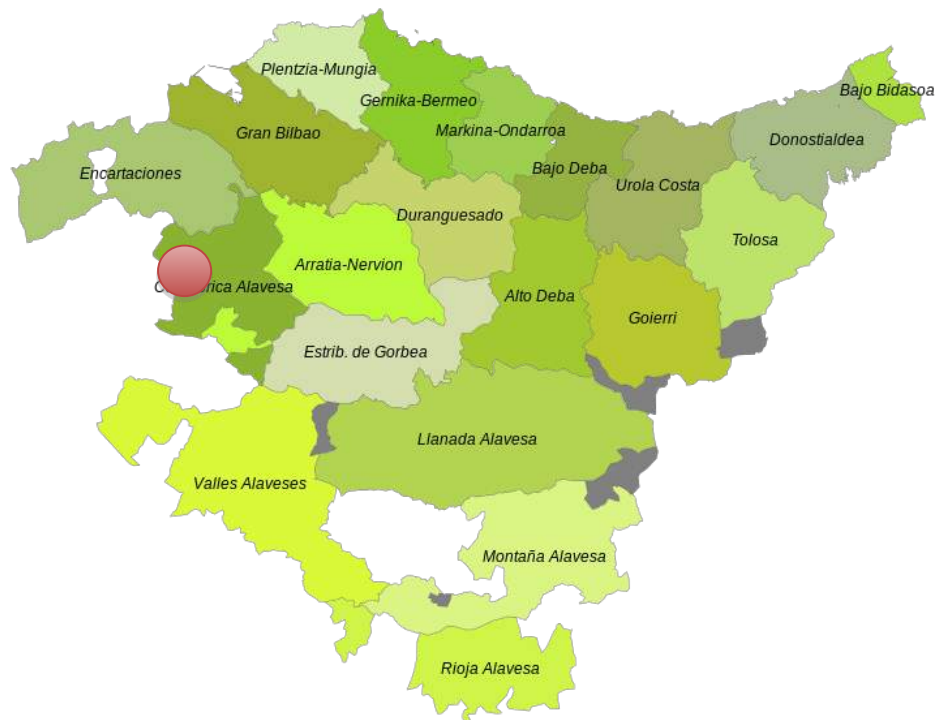 Plentzia-Mungia
Bajo Bidasoa
Gernika-Bermeo
Gran Bilbao
Markina-Ondarroa
Donostialdea
Encartaciones
Bajo Deba
Urola Costa
Duranguesado
Tolosa
Arratia-Nervion
Alavesa
Alto Deba
Goierri
Estrib. de Gorbea
Llanada Alavesa
Valles Alaveses
Montaña Alavesa
Rioja Alavesa